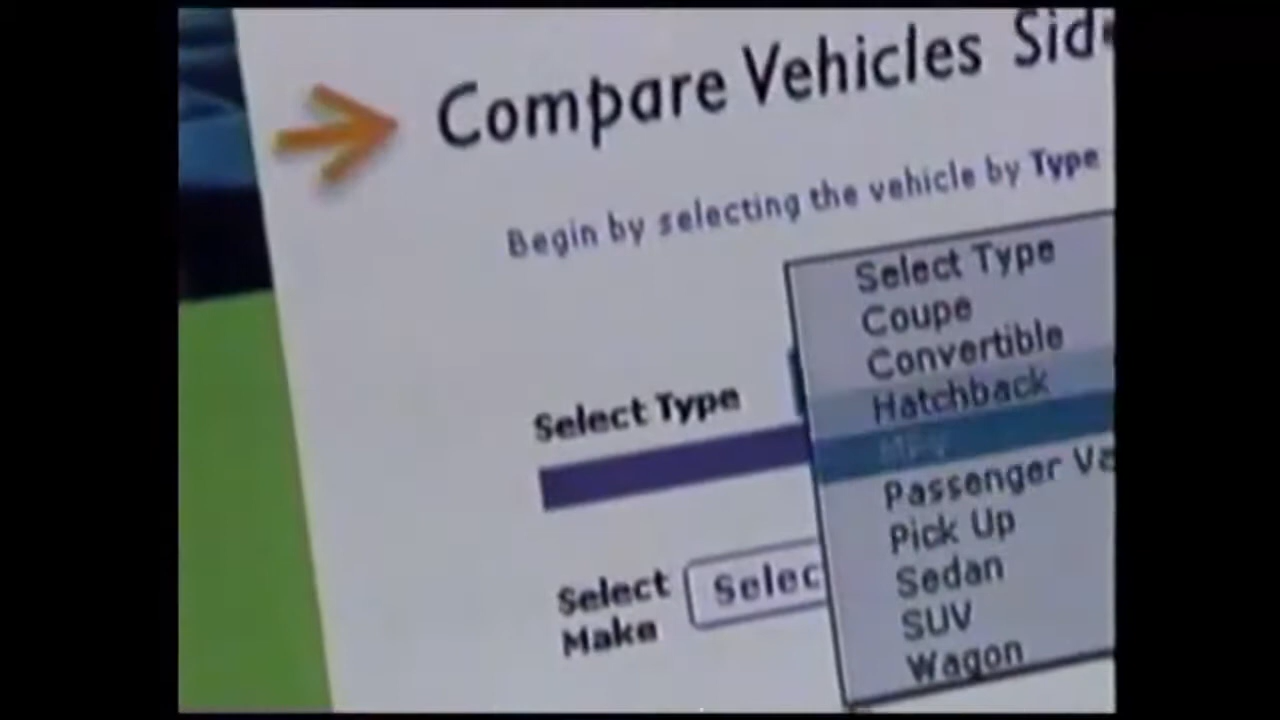 Compare Vehicles Sid
Begin by selecting the vehicle by Type
Select Type
Coupe
Convertible
Hatchback
MPV
Passenger Va
Pick Up
Sedan
SUV
Wagon
Select Type
Select
Make
Selec